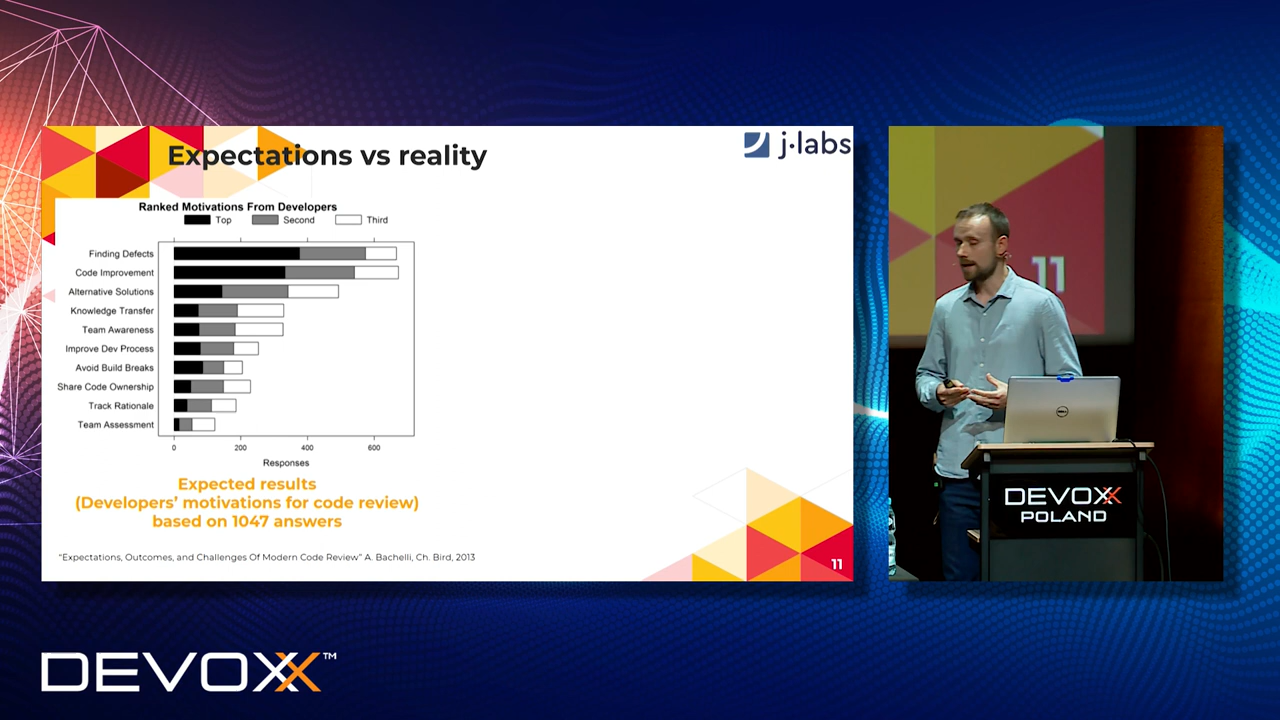 Expectations vs reality
j·labs
Ranked Motivations From Developers
Top Second Third
Finding Defects
Code Improvement
Alternative Solutions
Knowledge Transfer
Team Awareness
Improve Dev Process
Avoid Build Breaks
Share Code Ownership
Track Rationale
Team Assessment
0 200 400 600
Responses
Expected results
(Developers’ motivations for code review)
based on 1047 answers
“Expectations, Outcomes, and Challenges Of Modern Code Review” A. Bachelli, Ch. Bird, 2013
11
11
DELL
DEVOXX
POLAND
DEVOXX™